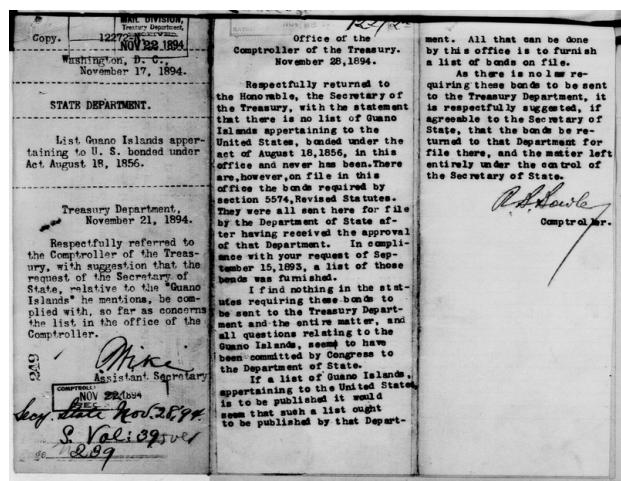 MAIL DIVISION,
Treasury Department,
NOV 22 1894
Copy. 12272
Washington, D. C.,
November 17, 1894.
STATE DEPARTMENT.
List Guano Islands apper-
taining to U. S. bonded under
Act August 18, 1856.
Treasury Department,
November 21, 1894.
Respectfully referred to
the Comptroller of the Treas-
ury, with suggestion that the
request of the Secretary of
State, relative to the "Guano
Islands" he mentions, be com-
plied with, so far as concerns
the list in the office of the
Comptroller.
Assistant Secretary
249
COMPTROLL
NOV 22 1894
Secy. State Nov. 28, 94.
S. Vol: 39 over
239
Office of the
Comptroller of the Treasury.
November 28,1894.
Respectfully returned to
the Honorable, the Secretary of
the Treasury, with the statement
that there is no list of Guano
Islands appertaining to the
United States, bonded under the
act of August 18,1856, in this
office and never has been.There
are,however,on file in this
office the bonds required by
section 5574,Revised Statutes.
They were all sent here for file
by the Department of State af-
ter having received the approval
of that Department. In compli-
ance with your request of Sep-
tember 15,1893, a list of those
bonds was furnished.
I find nothing in the stat-
utes requiring these bonds to
be sent to the Treasury Depart-
ment and the entire matter, and
all questions relating to the
Guano Islands, seems to have
been committed by Congress to
the Department of State.
If a list of Guano Islands,
appertaining to the United States
is to be published it would
seem that such a list ought
to be published by that Depart-
ment. All that can be done
by this office is to furnish
a list of bonds on file.
As there is no law re-
quiring these bonds to be sent
to the Treasury Department, it
is respectfully suggested, if
agreeable to the Secretary of
State, that the bonds be re-
turned to that Department for
file there, and the matter left
entirely under the control of
the Secretary of State.
Comptroller.